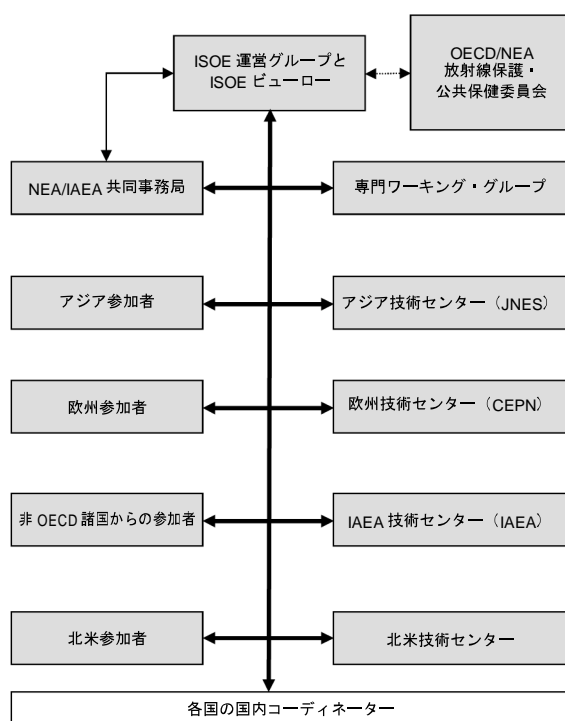 ISOE 運営グループと
ISOE ビューロー
OECD/NEA
放射線保護・
公共保健委員会
NEA/IAEA 共同事務局
専門ワーキング・グループ
アジア参加者
アジア技術センター（JNES）
欧州参加者
欧州技術センター（CEPN）
非 OECD 諸国からの参加者
IAEA 技術センター（IAEA）
北米参加者
北米技術センター
各国の国内コーディネーター